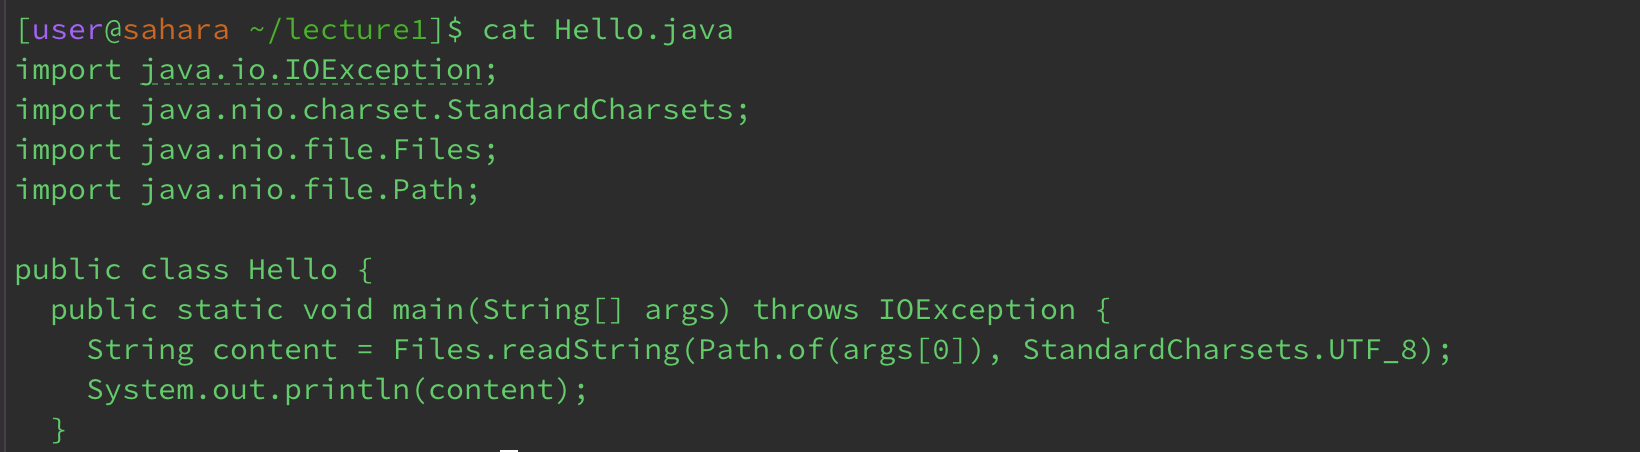 [user@sahara ~/lecture1]$ cat Hello.java
import java.io.IOException;
import java.nio.charset.StandardCharsets;
import java.nio.file.Files;
import java.nio.file.Path;

public class Hello {
  public static void main(String[] args) throws IOException {
    String content = Files.readString(Path.of(args[0]), StandardCharsets.UTF_8);
    System.out.println(content);
  }